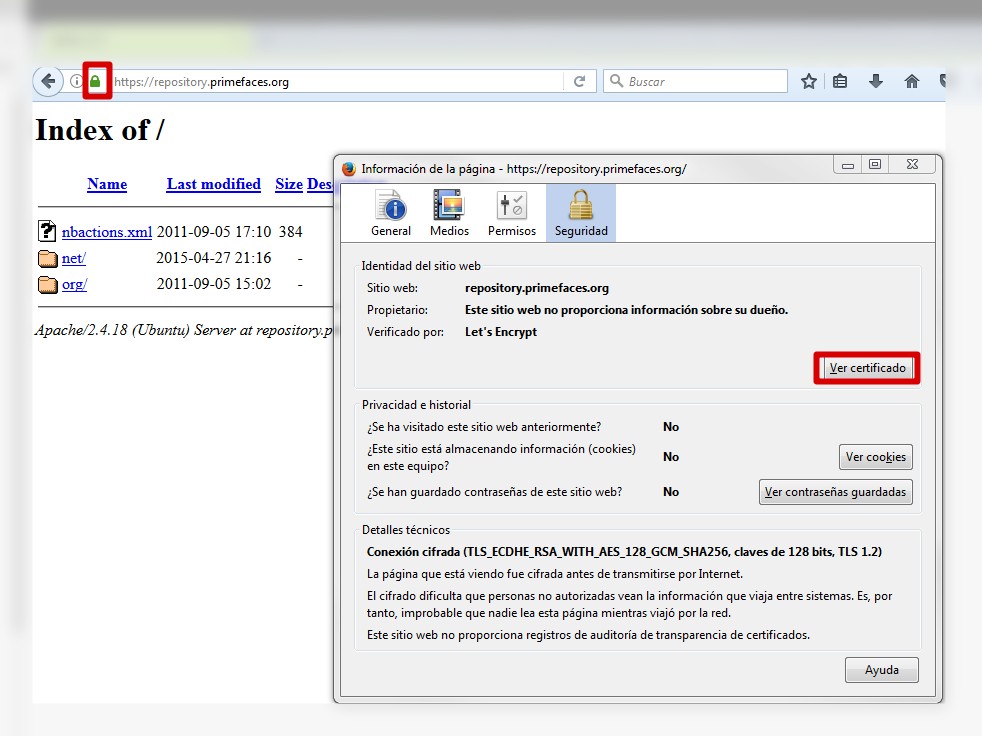 https://repository.primefaces.org
Buscar
Index of /
Name Last modified Size Des
nbactions.xml 2011-09-05 17:10 384
net/ 2015-04-27 21:16 -
org/ 2011-09-05 15:02 -
Apache/2.4.18 (Ubuntu) Server at repository.p
Información de la página - https://repository.primefaces.org/
General Medios Permisos Seguridad
Identidad del sitio web
Sitio web: repository.primefaces.org
Propietario: Este sitio web no proporciona información sobre su dueño.
Verificado por: Let's Encrypt
Ver certificado
Privacidad e historial
¿Se ha visitado este sitio web anteriormente? No
¿Este sitio está almacenando información (cookies)
en este equipo? No
Ver cookies
¿Se han guardado contraseñas de este sitio web? No
Ver contraseñas guardadas
Detalles técnicos
Conexión cifrada (TLS_ECDHE_RSA_WITH_AES_128_GCM_SHA256, claves de 128 bits, TLS 1.2)
La página que está viendo fue cifrada antes de transmitirse por Internet.
El cifrado dificulta que personas no autorizadas vean la información que viaja entre sistemas. Es, por
tanto, improbable que nadie lea esta página mientras viajó por la red.
Este sitio web no proporciona registros de auditoría de transparencia de certificados.
Ayuda